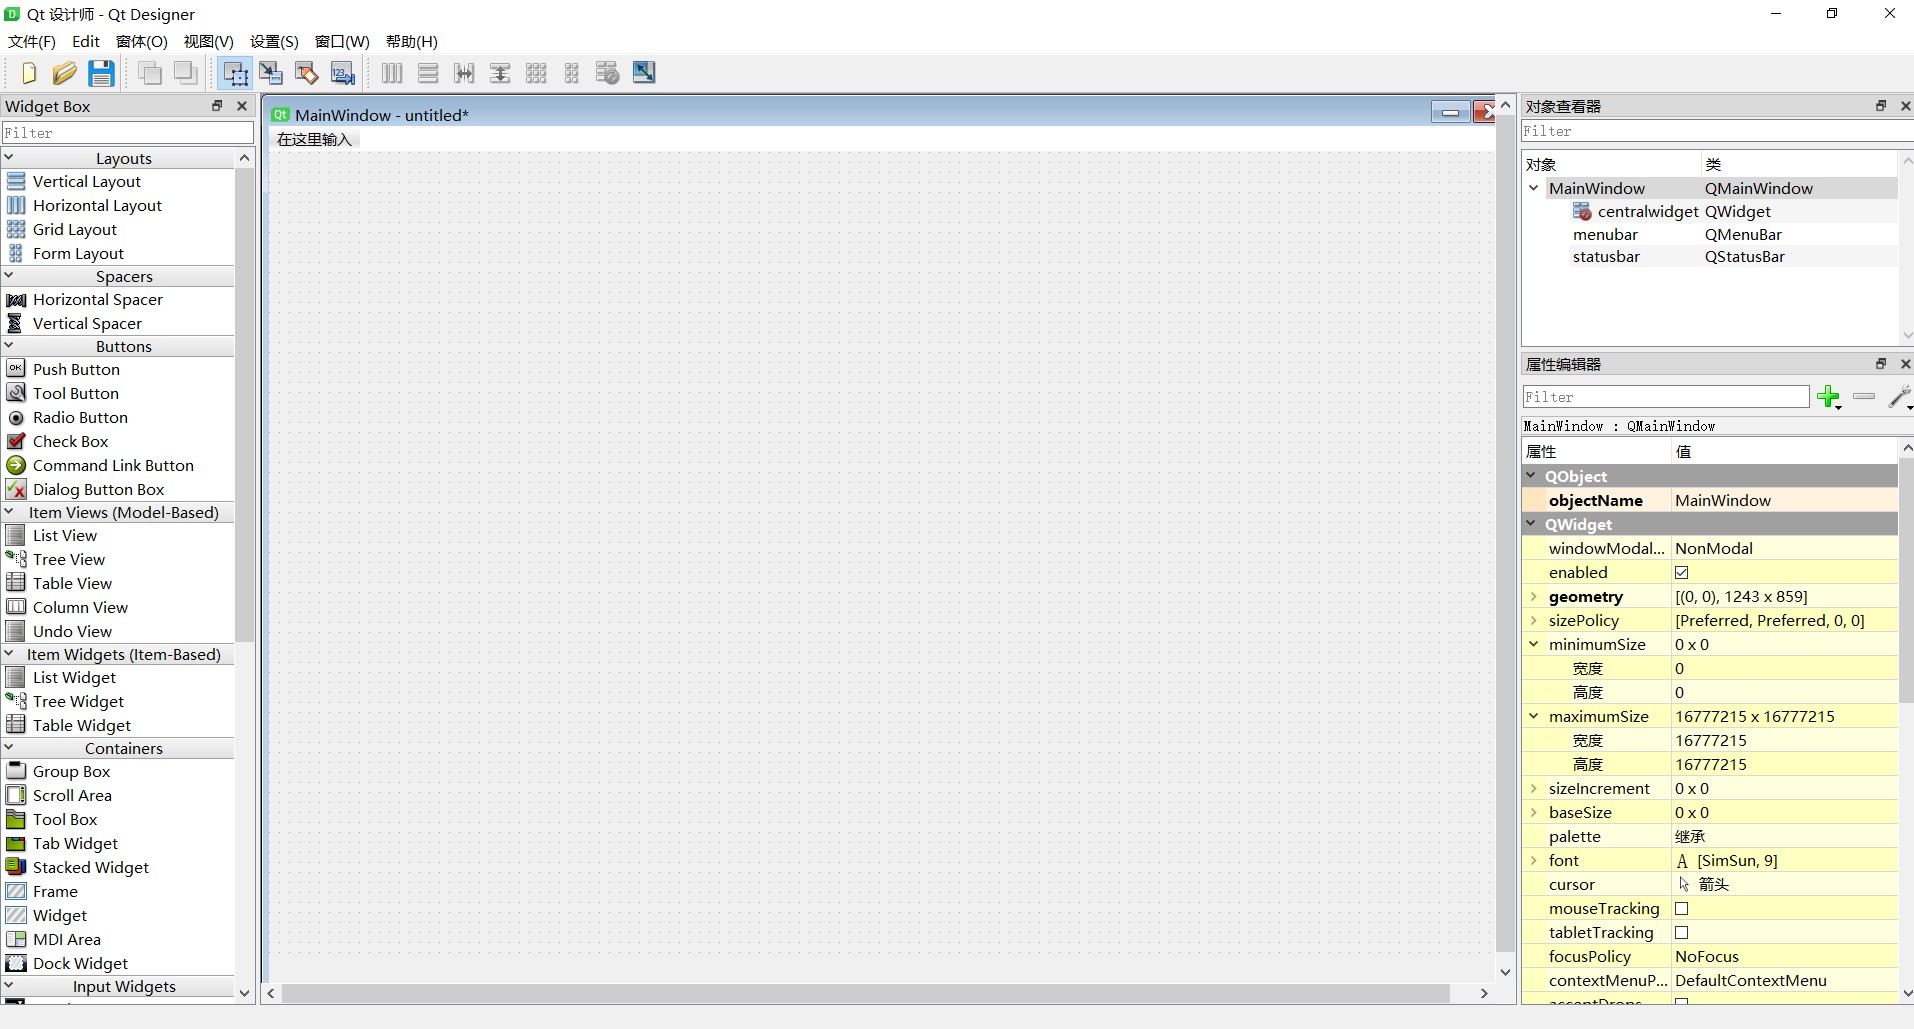 Qt 设计师 - Qt Designer
文件(F) Edit 窗体(O) 视图(V) 设置(S) 窗口(W) 帮助(H)
Widget Box
Filter
Layouts
Vertical Layout
Horizontal Layout
Grid Layout
Form Layout
Spacers
Horizontal Spacer
Vertical Spacer
Buttons
Push Button
Tool Button
Radio Button
Check Box
Command Link Button
Dialog Button Box
Item Views (Model-Based)
List View
Tree View
Table View
Column View
Undo View
Item Widgets (Item-Based)
List Widget
Tree Widget
Table Widget
Containers
Group Box
Scroll Area
Tool Box
Tab Widget
Stacked Widget
Frame
Widget
MDI Area
Dock Widget
Input Widgets
MainWindow - untitled*
在这里输入
对象查看器
Filter
对象 类
MainWindow QMainWindow
centralwidget QWidget
menubar QMenuBar
statusbar QStatusBar
属性编辑器
Filter
MainWindow : QMainWindow
属性 值
QObject
objectName MainWindow
QWidget
windowModal... NonModal
enabled
geometry [(0, 0), 1243 x 859]
sizePolicy [Preferred, Preferred, 0, 0]
minimumSize 0 x 0
宽度 0
高度 0
maximumSize 16777215 x 16777215
宽度 16777215
高度 16777215
sizeIncrement 0 x 0
baseSize 0 x 0
palette 继承
font A [SimSun, 9]
cursor 箭头
mouseTracking
tabletTracking
focusPolicy NoFocus
contextMenuP... DefaultContextMenu
acceptDrops